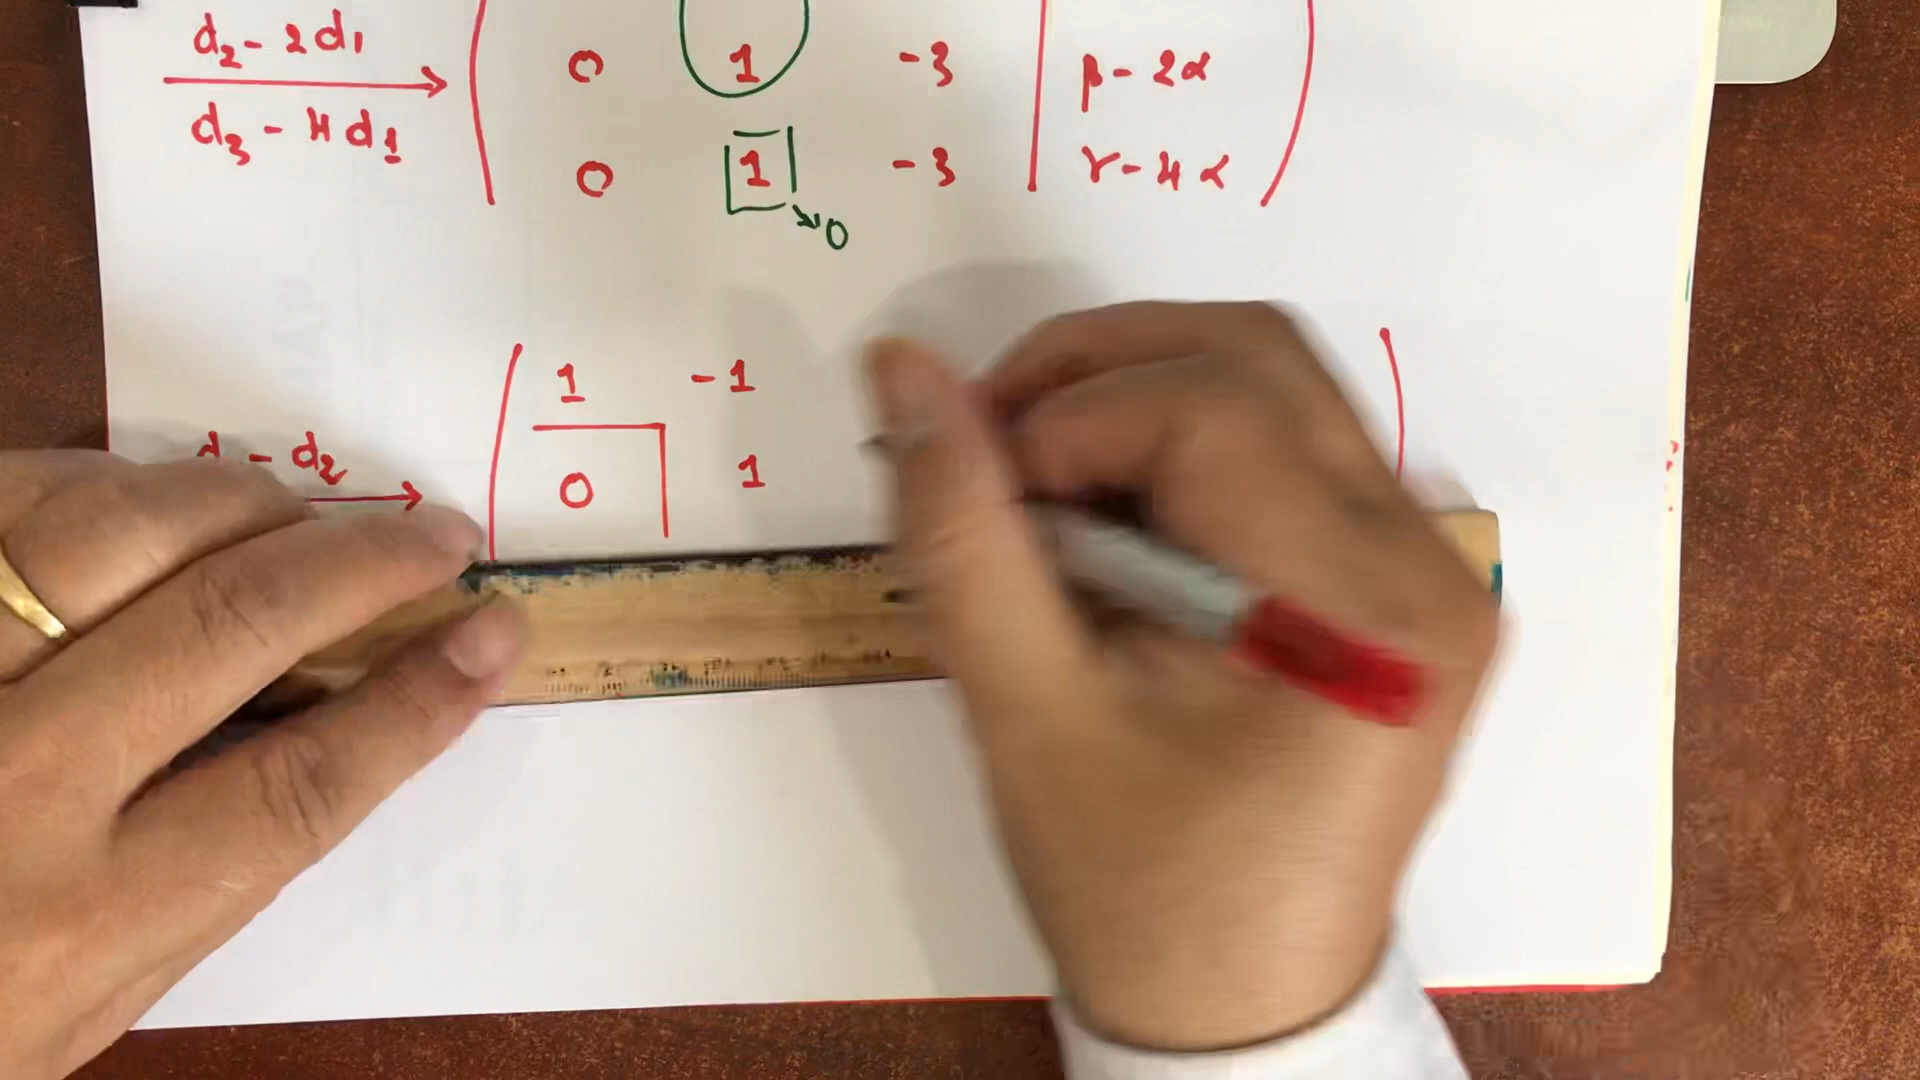 d₂ - 2d₁
0 1 -3 | β - 2α
d₃ - 4d₁
0 1 -3 | γ - 4α
0
1 -1
- d₂
0 1